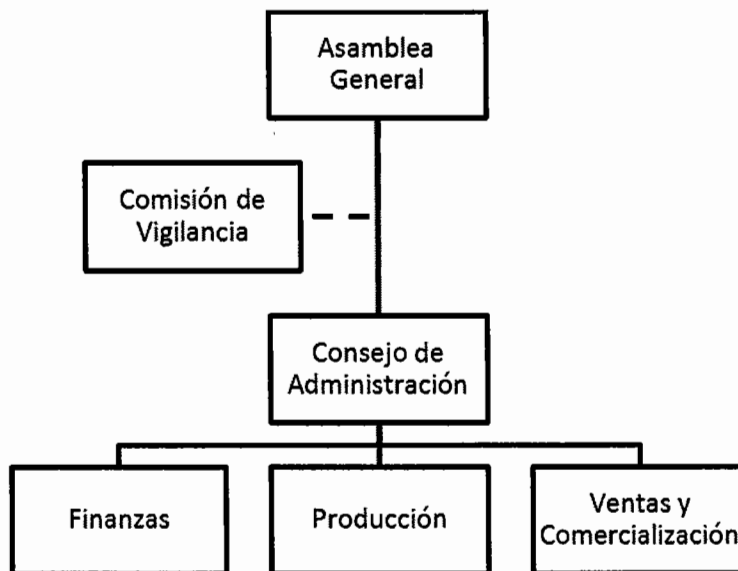 Asamblea
General
Comisión de
Vigilancia
Consejo de
Administración
Finanzas
Producción
Ventas y
Comercialización